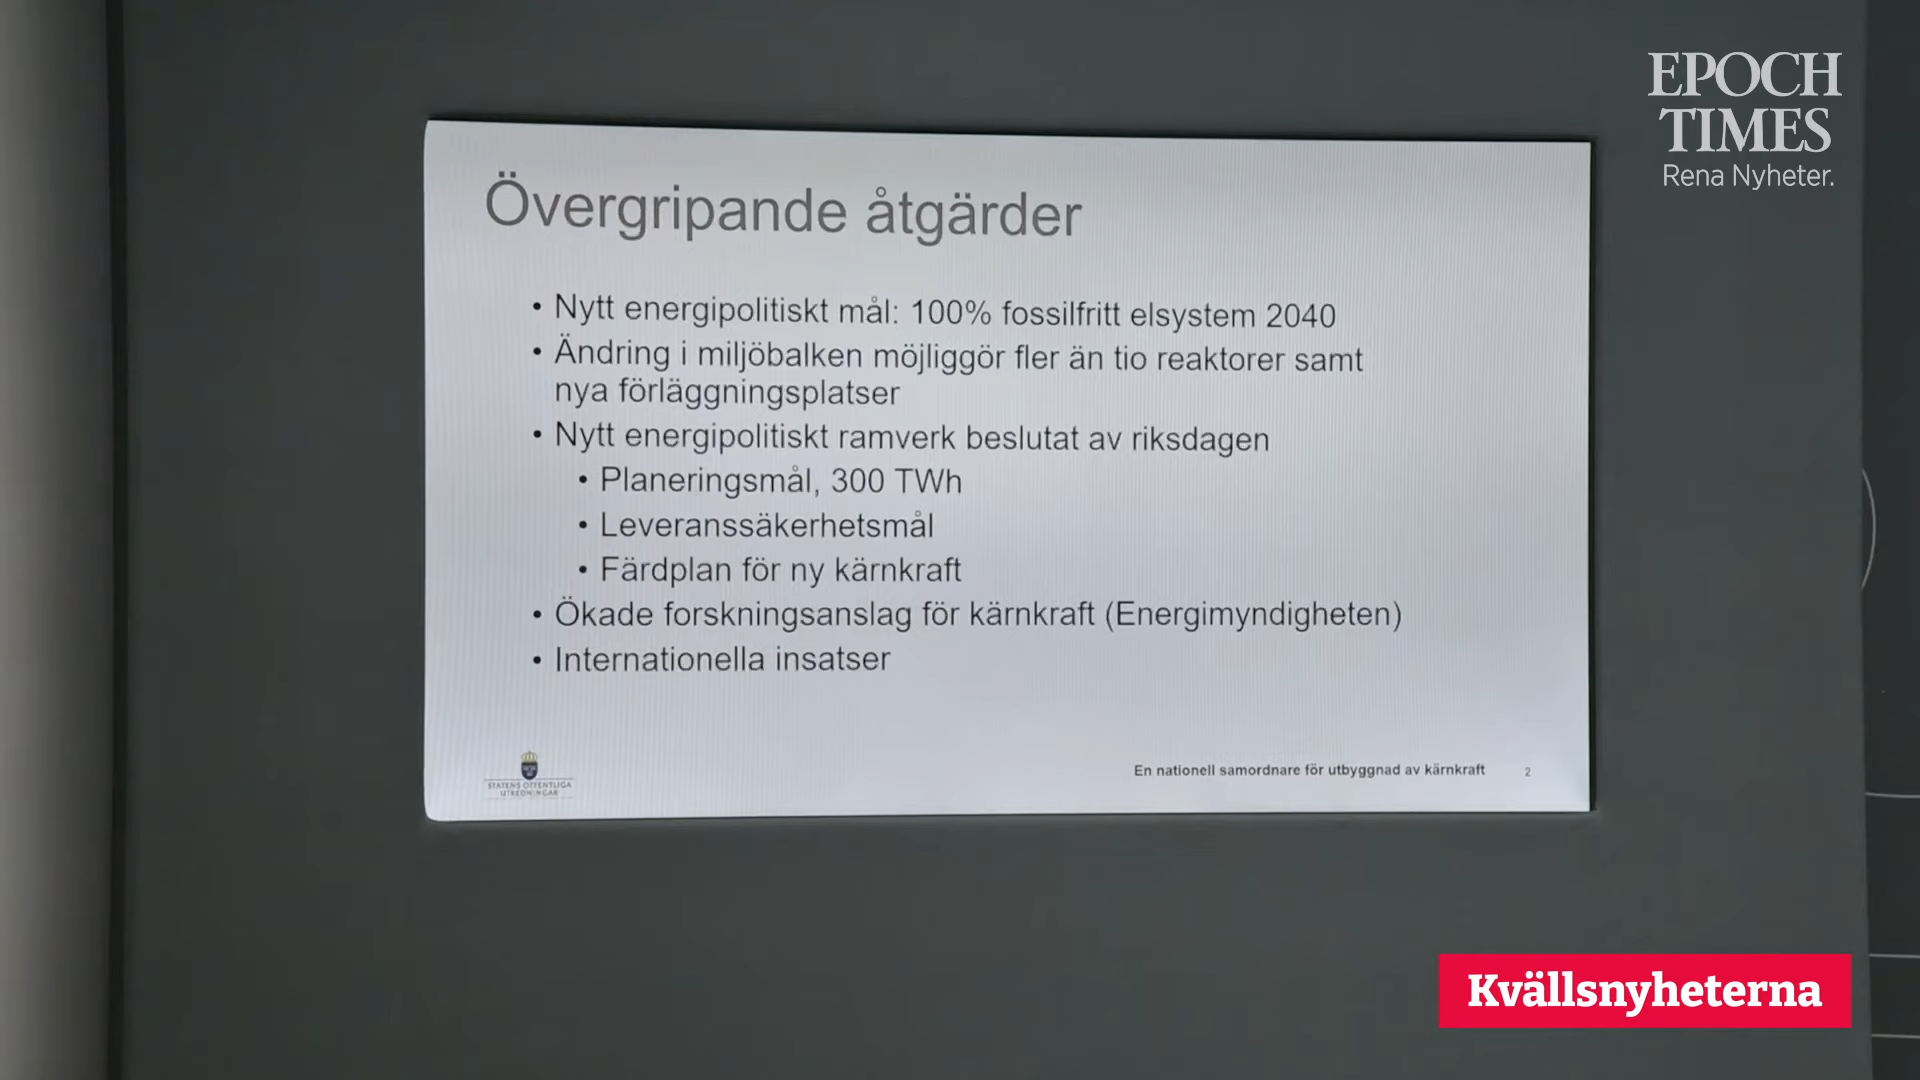 EPOCH
TIMES
Rena Nyheter.
Övergripande åtgärder
• Nytt energipolitiskt mål: 100% fossilfritt elsystem 2040
• Ändring i miljöbalken möjliggör fler än tio reaktorer samt
nya förläggningsplatser
• Nytt energipolitiskt ramverk beslutat av riksdagen
• Planeringsmål, 300 TWh
• Leveranssäkerhetsmål
• Färdplan för ny kärnkraft
• Ökade forskningsanslag för kärnkraft (Energimyndigheten)
• Internationella insatser
STATENS OFFENTLIGA
UTREDNINGAR
En nationell samordnare för utbyggnad av kärnkraft 2
Kvällsnyheterna